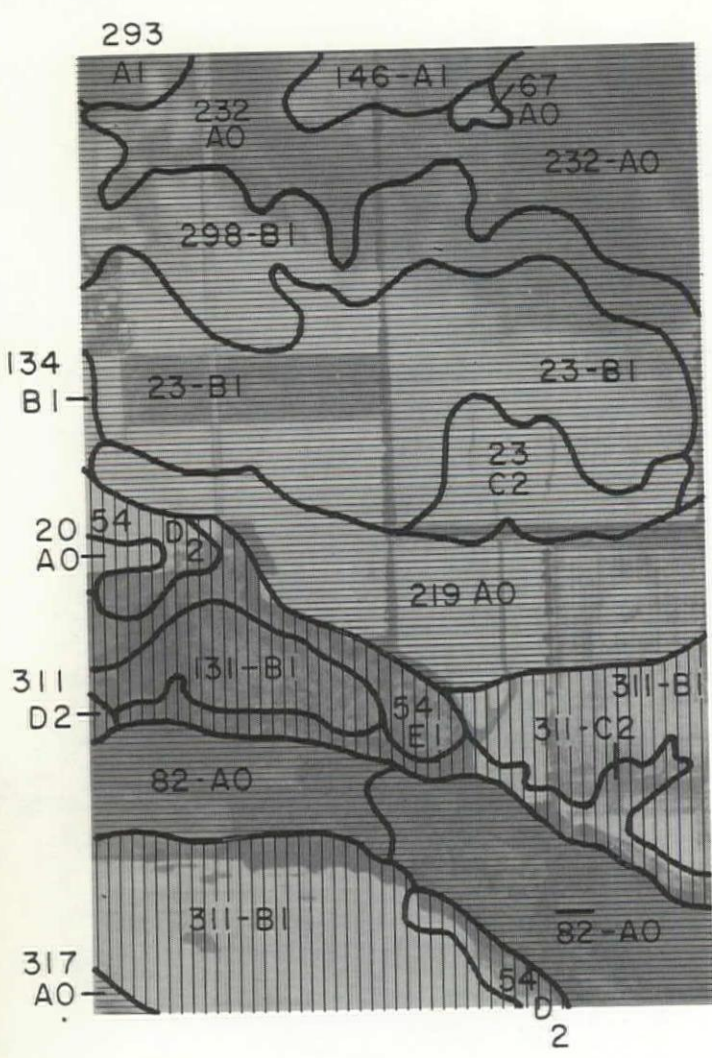 293
A1
146-A1
67
A0
232
A0
232-A0
298-B1
134
B1
23-B1
23-B1
23
C2
20
A0
54
D
2
219 A0
131-B1
311
D2
54
E1
311-B1
311-C2
82-A0
311-B1
82-A0
317
A0
54
D
2